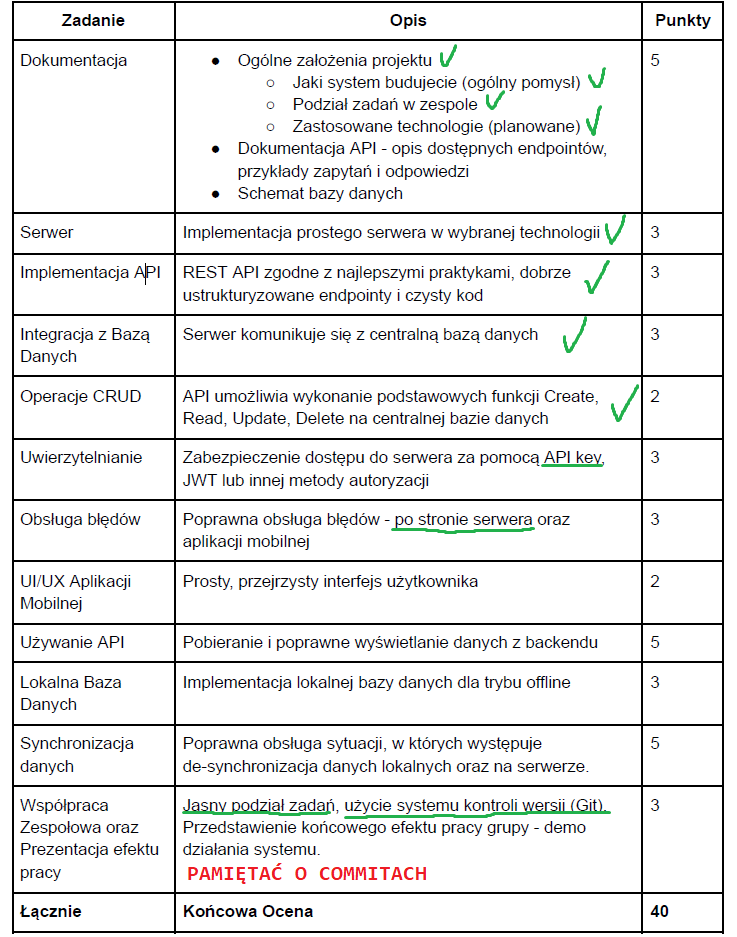 Zadanie Opis Punkty
Dokumentacja ● Ogólne założenia projektu 5
○ Jaki system budujecie (ogólny pomysł)
○ Podział zadań w zespole
○ Zastosowane technologie (planowane)
● Dokumentacja API - opis dostępnych endpointów,
przykłady zapytań i odpowiedzi
● Schemat bazy danych
Serwer Implementacja prostego serwera w wybranej technologii 3
Implementacja API REST API zgodne z najlepszymi praktykami, dobrze 3
ustrukturyzowane endpointy i czysty kod
Integracja z Bazą Serwer komunikuje się z centralną bazą danych 3
Danych
Operacje CRUD API umożliwia wykonanie podstawowych funkcji Create, 2
Read, Update, Delete na centralnej bazie danych
Uwierzytelnianie Zabezpieczenie dostępu do serwera za pomocą API key, 3
JWT lub innej metody autoryzacji
Obsługa błędów Poprawna obsługa błędów - po stronie serwera oraz 3
aplikacji mobilnej
UI/UX Aplikacji Prosty, przejrzysty interfejs użytkownika 2
Mobilnej
Używanie API Pobieranie i poprawne wyświetlanie danych z backendu 5
Lokalna Baza Implementacja lokalnej bazy danych dla trybu offline 3
Danych
Synchronizacja Poprawna obsługa sytuacji, w których występuje 5
danych de-synchronizacja danych lokalnych oraz na serwerze.
Współpraca Jasny podział zadań, użycie systemu kontroli wersji (Git). 3
Zespołowa oraz Przedstawienie końcowego efektu pracy grupy - demo
Prezentacja efektu działania systemu.
pracy PAMIĘTAĆ O COMMITACH
Łącznie Końcowa Ocena 40